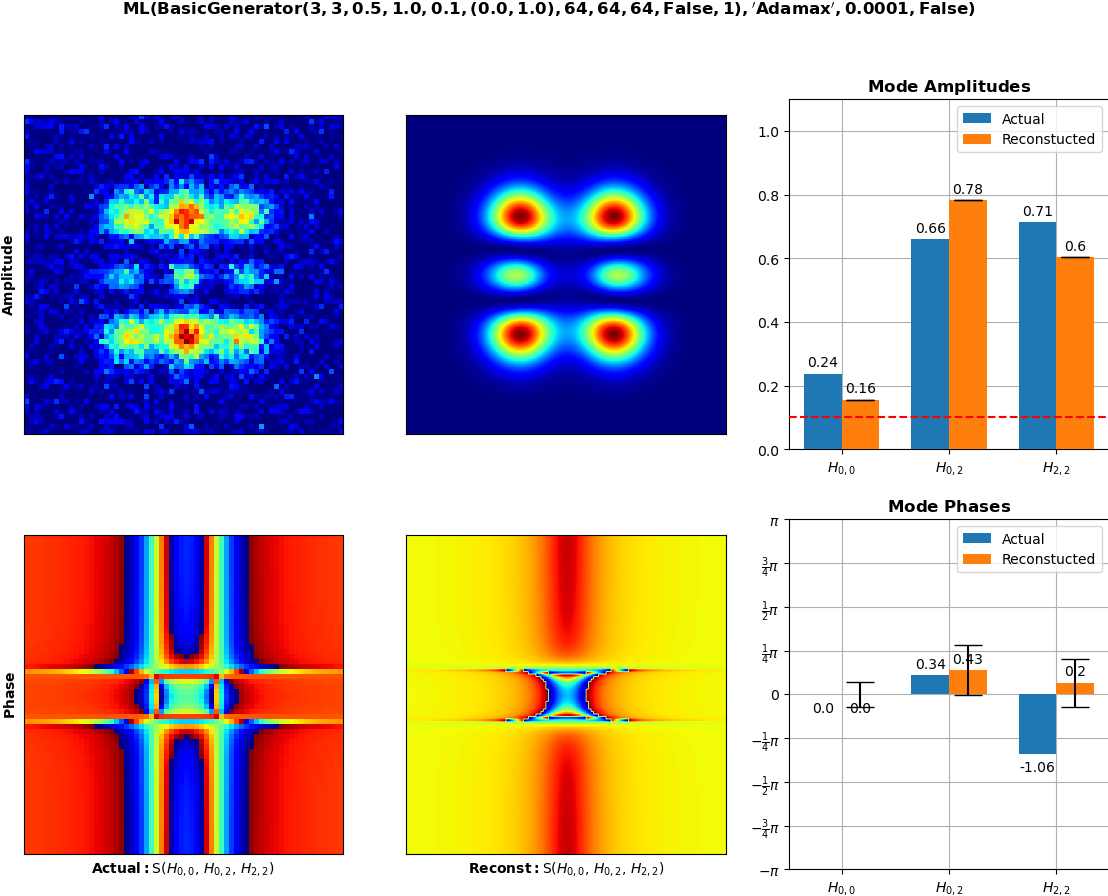 ML(BasicGenerator(3, 3, 0.5, 1.0, 0.1, (0.0, 1.0), 64, 64, 64, False, 1), ′Adamax′, 0.0001, False)
Amplitude
Mode Amplitudes
Actual
Reconstucted
1.0
0.8
0.6
0.4
0.2
0.0
0.24
0.16
0.66
0.78
0.71
0.6
H0,0
H0,2
H2,2
Phase
Actual: S(H0,0, H0,2, H2,2)
Reconst: S(H0,0, H0,2, H2,2)
Mode Phases
Actual
Reconstucted
π
3/4π
1/2π
1/4π
0
−1/4π
−1/2π
−3/4π
−π
0.0
0.0
0.34
0.43
-1.06
0.2
H0,0
H0,2
H2,2